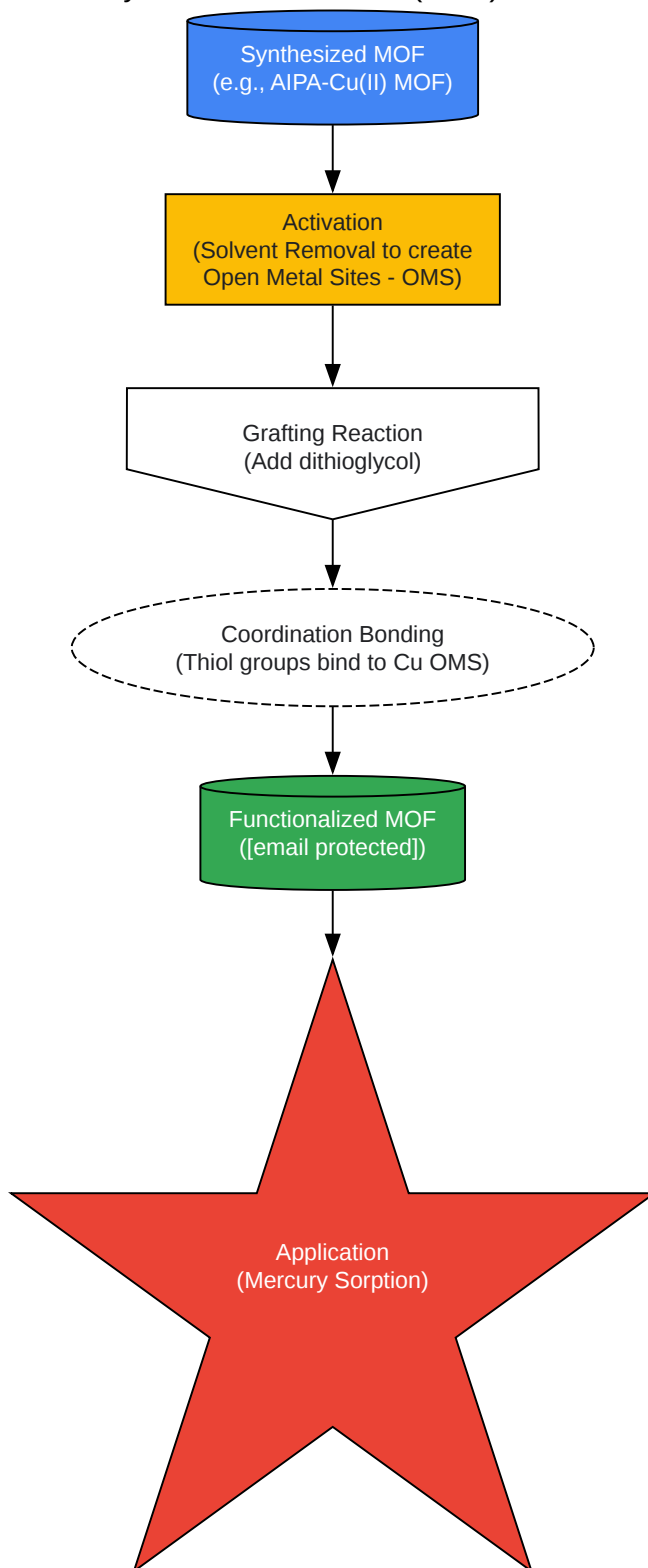 Synthesized MOF
(e.g., AIPA-Cu(II) MOF)
Activation
(Solvent Removal to create
Open Metal Sites - OMS)
Grafting Reaction
(Add dithioglycol)
Coordination Bonding
(Thiol groups bind to Cu OMS)
Functionalized MOF
([email protected])
Application
(Mercury Sorption)